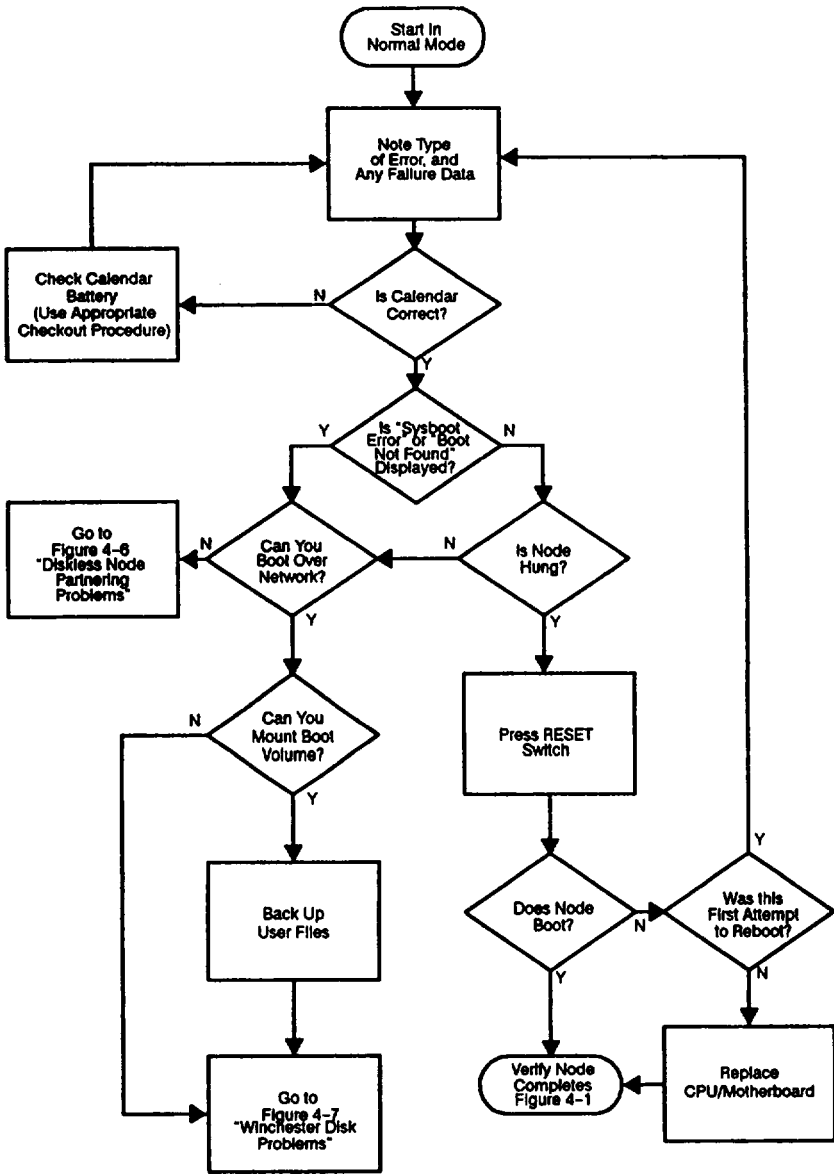 Start In
Normal Mode
Note Type
of Error, and
Any Failure Data
Check Calendar
Battery
(Use Appropriate
Checkout Procedure)
N
Is Calendar
Correct?
Y
Y
Is "Sysboot
Error" or "Boot
Not Found"
Displayed?
N
Go to
Figure 4-6
"Diskless Node
Partnering
Problems"
N
Can You
Boot Over
Network?
N
Is Node
Hung?
Y
Y
N
Can You
Mount Boot
Volume?
Press RESET
Switch
Y
Y
Back Up
User Files
Does Node
Boot?
N
Was this
First Attempt
to Reboot?
Y
N
Go to
Figure 4-7
"Winchester Disk
Problems"
Verify Node
Completes
Figure 4-1
Replace
CPU/Motherboard